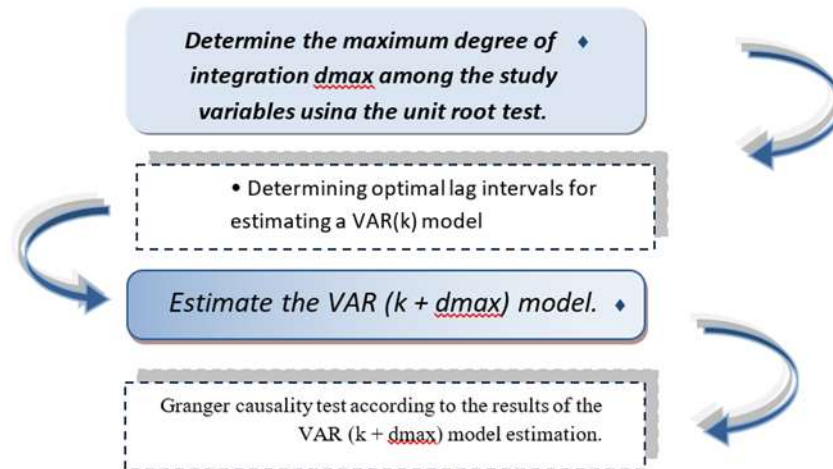 Determine the maximum degree of ♦
integration dmax among the study
variables usina the unit root test.
• Determining optimal lag intervals for
estimating a VAR(k) model
Estimate the VAR (k + dmax) model. ♦
Granger causality test according to the results of the
VAR (k + dmax) model estimation.